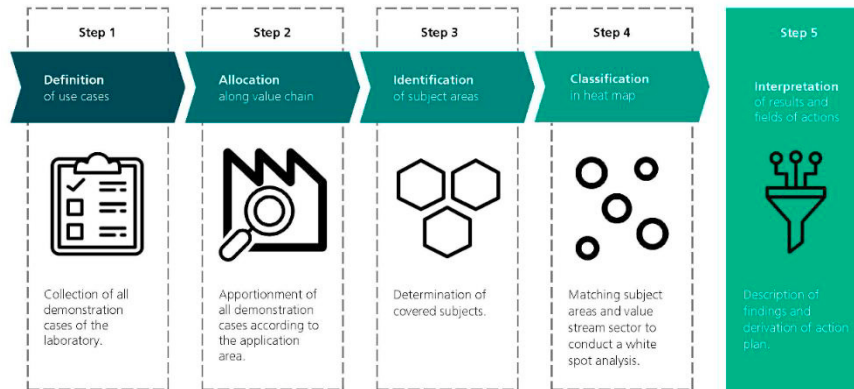 Step 1
Definition
of use cases
Collection of all
demonstration
cases of the
laboratory.
Step 2
Allocation
along value chain
Apportionment of
all demonstration
cases according to
the application
area.
Step 3
Identification
of subject areas
Determination of
covered subjects.
Step 4
Classification
in heat map
Matching subject
areas and value
stream sector to
conduct a white
spot analysis.
Step 5
Interpretation
of results and
fields of actions
Description of
findings and
derivation of action
plan.